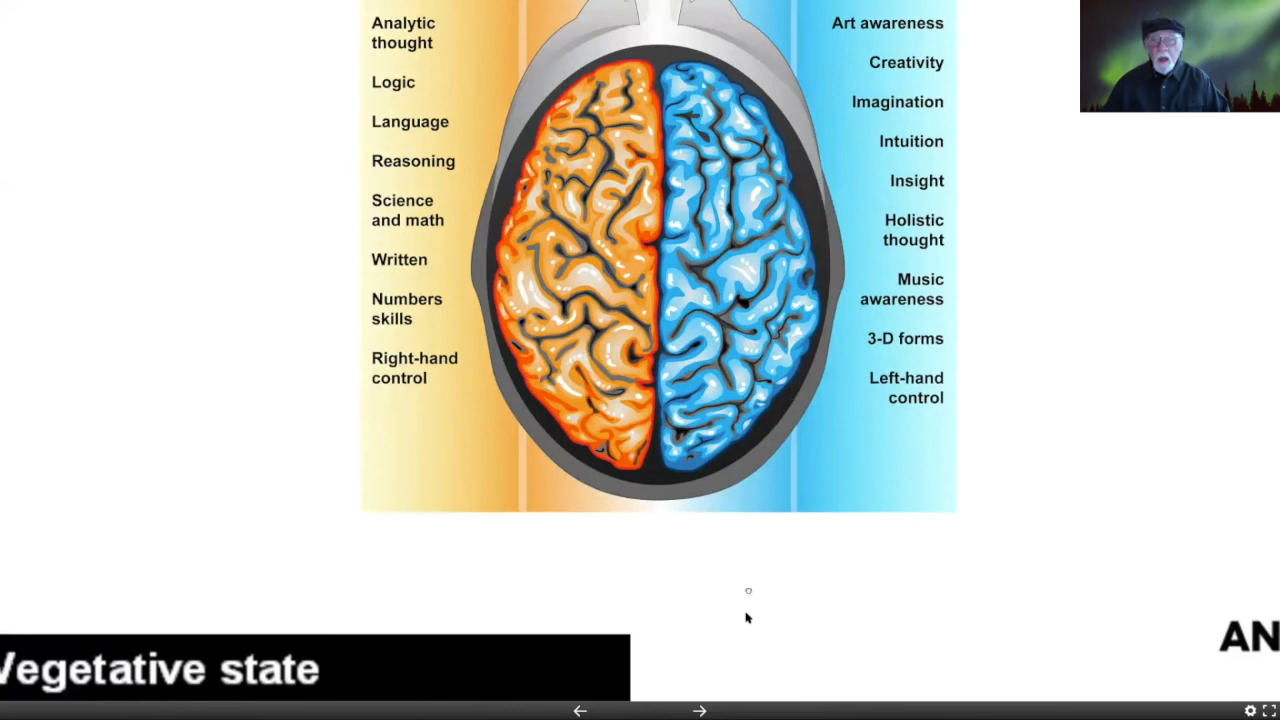 Analytic
thought
Logic
Language
Reasoning
Science
and math
Written
Numbers
skills
Right-hand
control
Art awareness
Creativity
Imagination
Intuition
Insight
Holistic
thought
Music
awareness
3-D forms
Left-hand
control
Vegetative state
AN